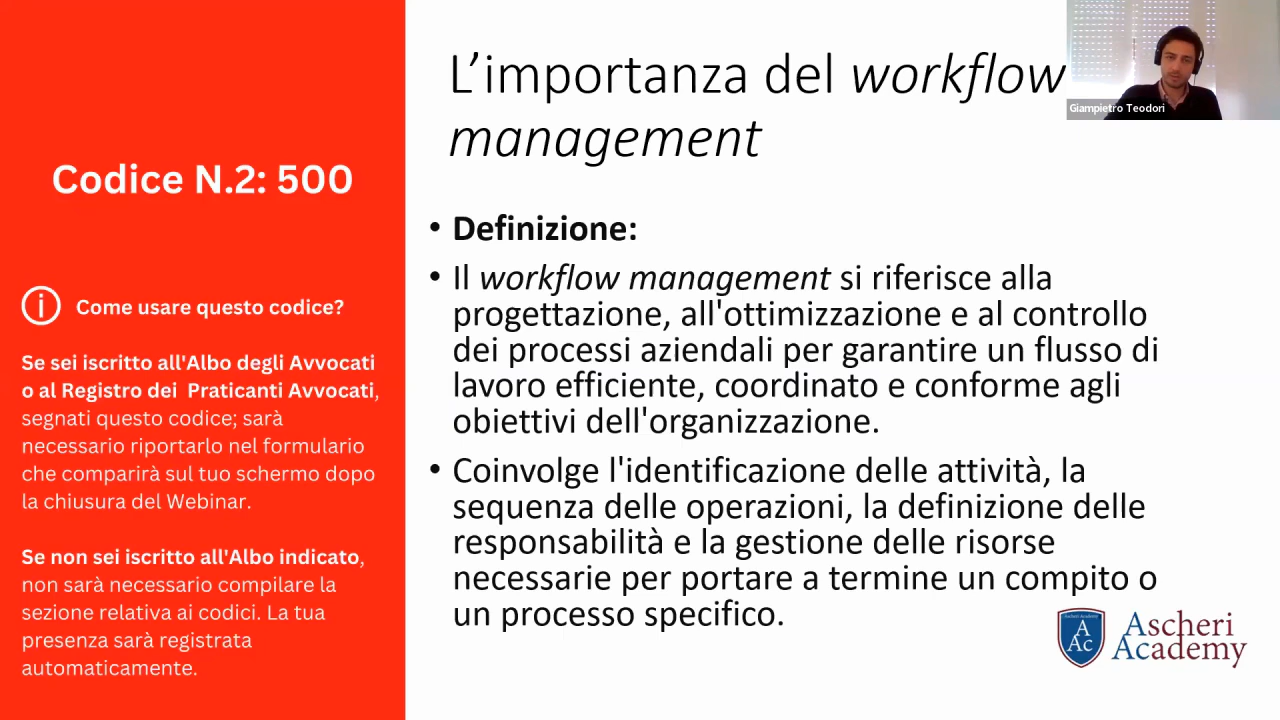 Codice N.2: 500
Come usare questo codice?
Se sei iscritto all'Albo degli Avvocati
o al Registro dei Praticanti Avvocati,
segnati questo codice; sarà
necessario riportarlo nel formulario
che comparirà sul tuo schermo dopo
la chiusura del Webinar.
Se non sei iscritto all'Albo indicato,
non sarà necessario compilare la
sezione relativa ai codici. La tua
presenza sarà registrata
automaticamente.
L’importanza del workflow
management
• Definizione:
• Il workflow management si riferisce alla
progettazione, all'ottimizzazione e al controllo
dei processi aziendali per garantire un flusso di
lavoro efficiente, coordinato e conforme agli
obiettivi dell'organizzazione.
• Coinvolge l'identificazione delle attività, la
sequenza delle operazioni, la definizione delle
responsabilità e la gestione delle risorse
necessarie per portare a termine un compito o
un processo specifico.
Giampietro Teodori
Ascheri Academy
A
Ac
Ascheri
Academy